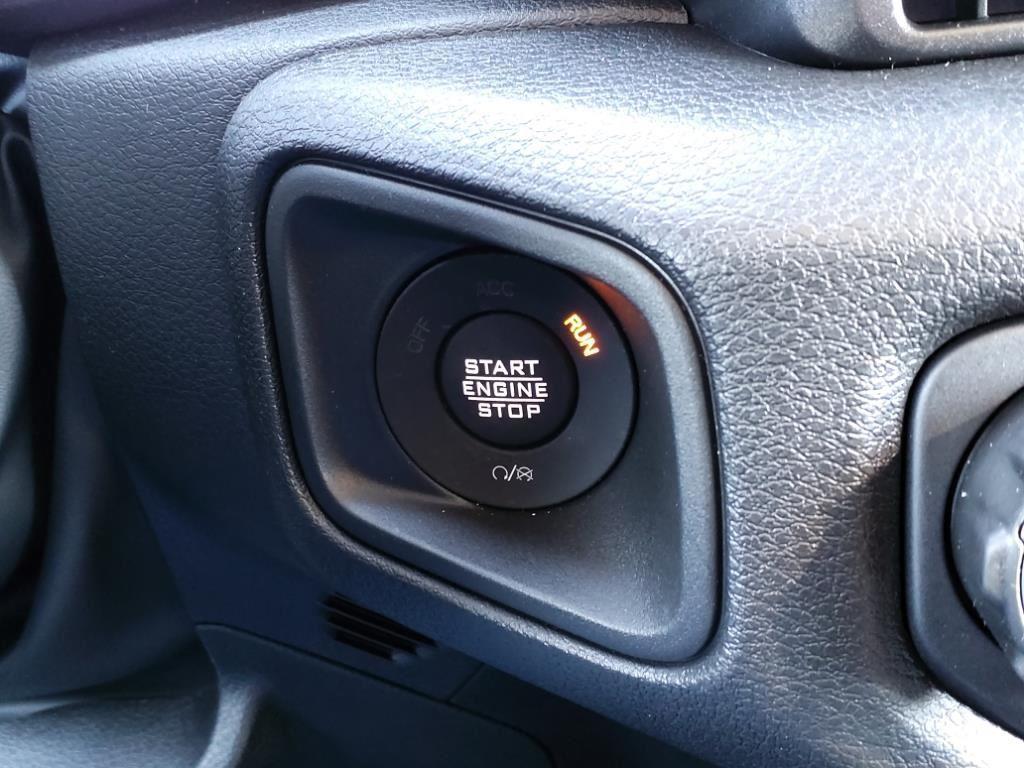 ACC
OFF
RUN
START
ENGINE
STOP